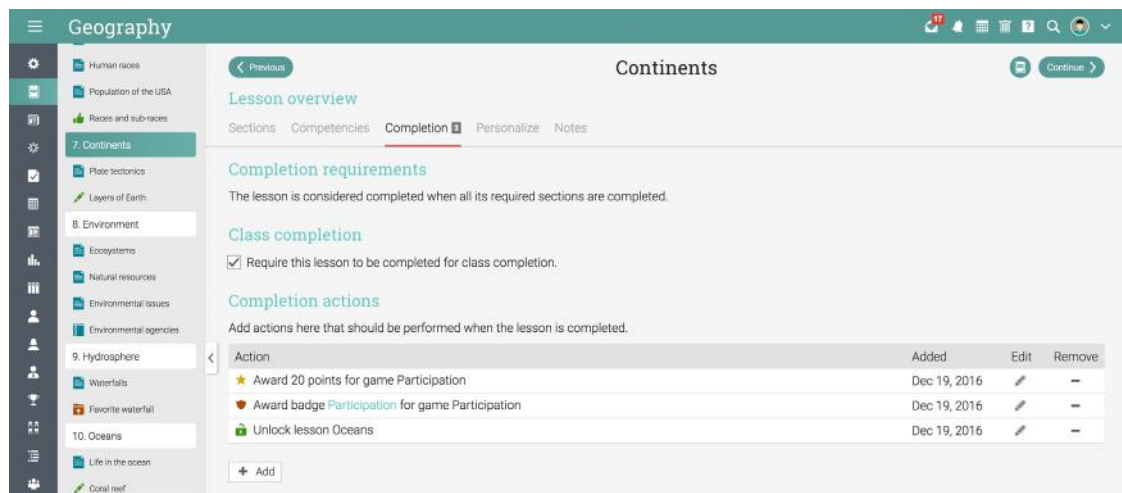 Geography
17
Human races
Population of the USA
Races and sub-races
7. Continents
Plate tectonics
Layers of Earth
8. Environment
Ecosystems
Natural resources
Environmental issues
Environmental agencies
9. Hydrosphere
Waterfalls
Favorite waterfall
10. Oceans
Life in the ocean
Coral reef
Previous
Continents
Continue
Lesson overview
Sections Competencies Completion 3 Personalize Notes
Completion requirements
The lesson is considered completed when all its required sections are completed.
Class completion
Require this lesson to be completed for class completion.
Completion actions
Add actions here that should be performed when the lesson is completed.
Action Added Edit Remove
Award 20 points for game Participation Dec 19, 2016
Award badge Participation for game Participation Dec 19, 2016
Unlock lesson Oceans Dec 19, 2016
+ Add